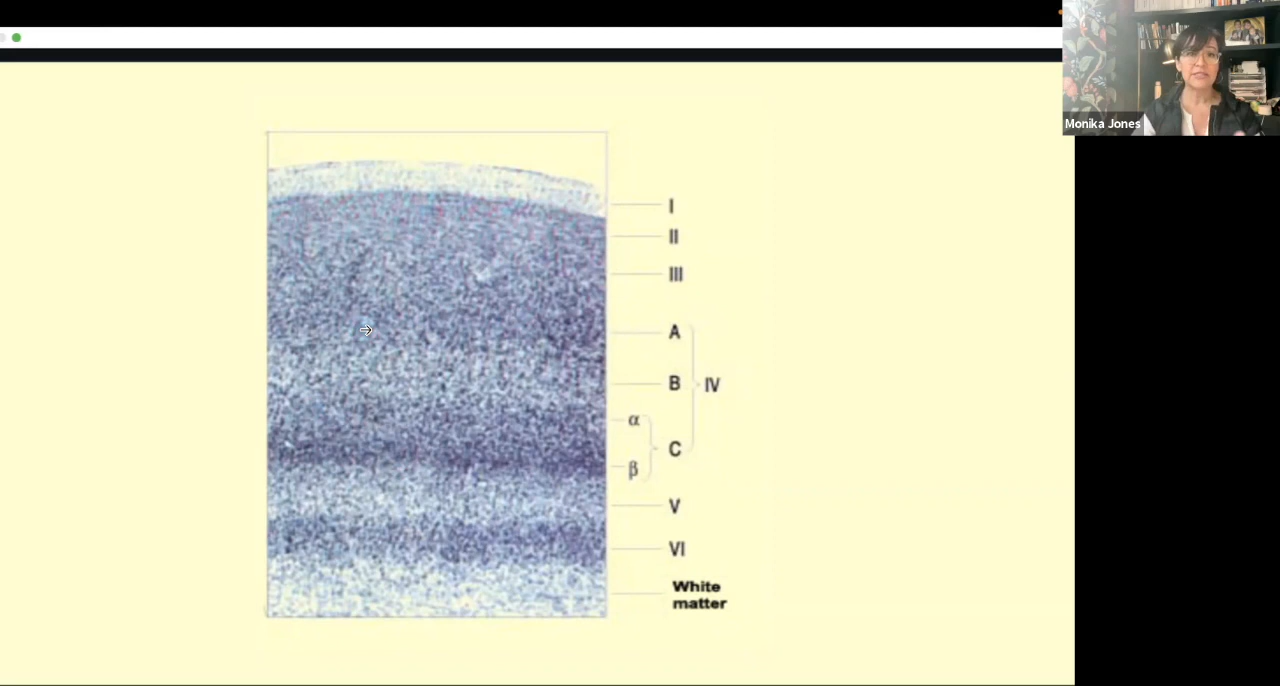 Monika Jones
I
II
III
A
B
IV
α
C
β
V
VI
White
matter